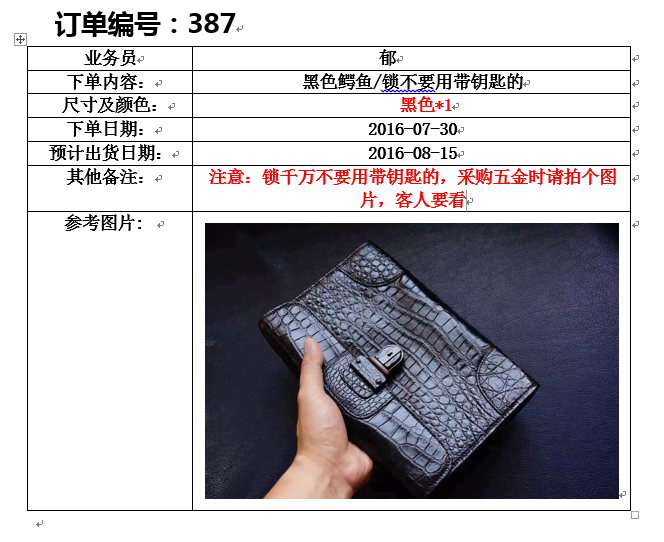 订单编号：387
业务员 郁
下单内容： 黑色鳄鱼/锁不要用带钥匙的
尺寸及颜色： 黑色*1
下单日期： 2016-07-30
预计出货日期： 2016-08-15
其他备注： 注意：锁千万不要用带钥匙的，采购五金时请拍个图
片，客人要看
参考图片: